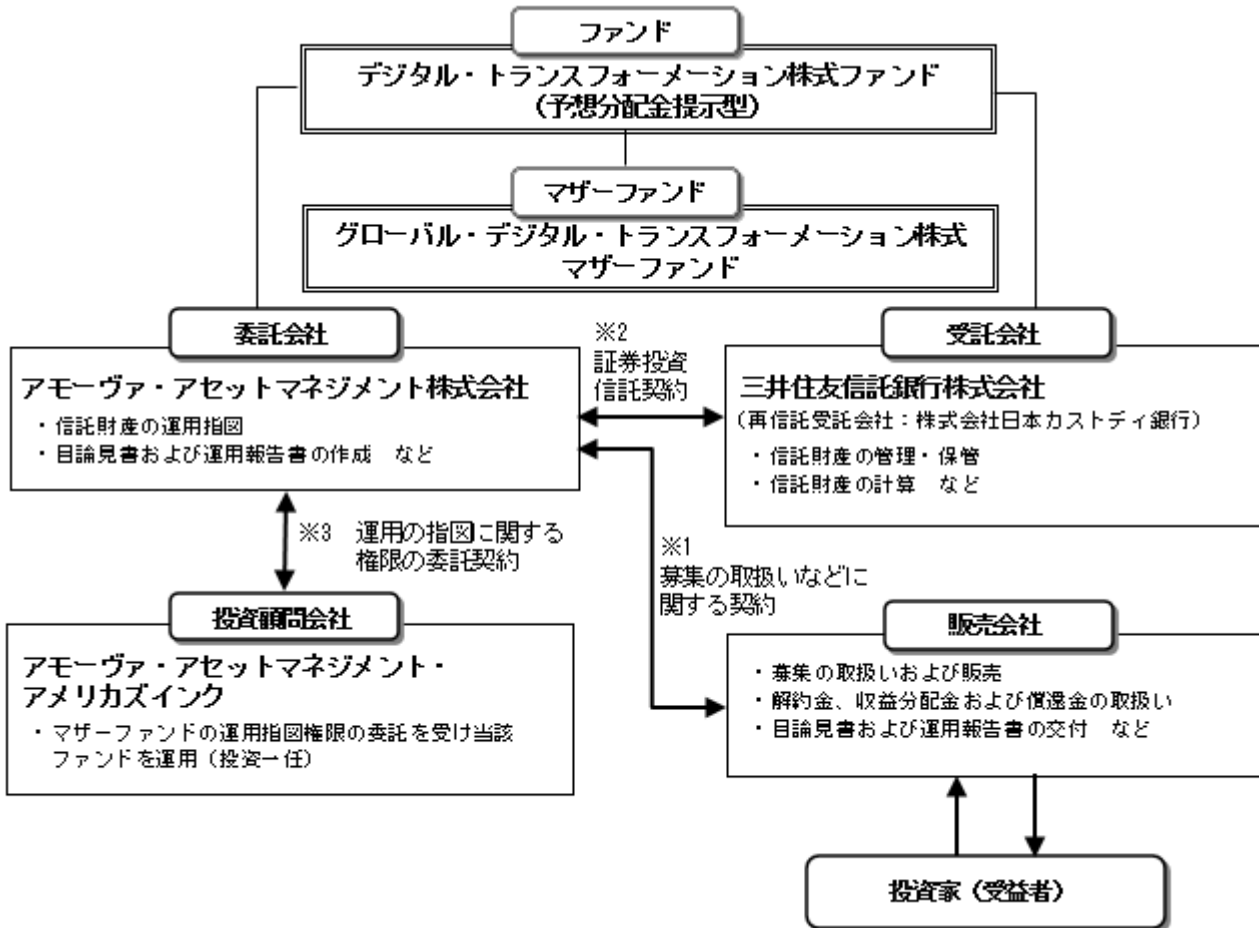 ファンド
デジタル・トランスフォーメーション株式ファンド
（予想分配金提示型）
マザーファンド
グローバル・デジタル・トランスフォーメーション株式
マザーファンド
委託会社
アモーヴァ・アセットマネジメント株式会社
・信託財産の運用指図
・目論見書および運用報告書の作成　など
※2
証券投資
信託契約
受託会社
三井住友信託銀行株式会社
（再信託受託会社：株式会社日本カストディ銀行）
・信託財産の管理・保管
・信託財産の計算　など
※3　運用の指図に関する
権限の委託契約
※1
募集の取扱いなどに
関する契約
投資顧問会社
アモーヴァ・アセットマネジメント・
アメリカズインク
・マザーファンドの運用指図権限の委託を受け当該
ファンドを運用（投資一任）
販売会社
・募集の取扱いおよび販売
・解約金、収益分配金および償還金の取扱い
・目論見書および運用報告書の交付　など
投資家（受益者）